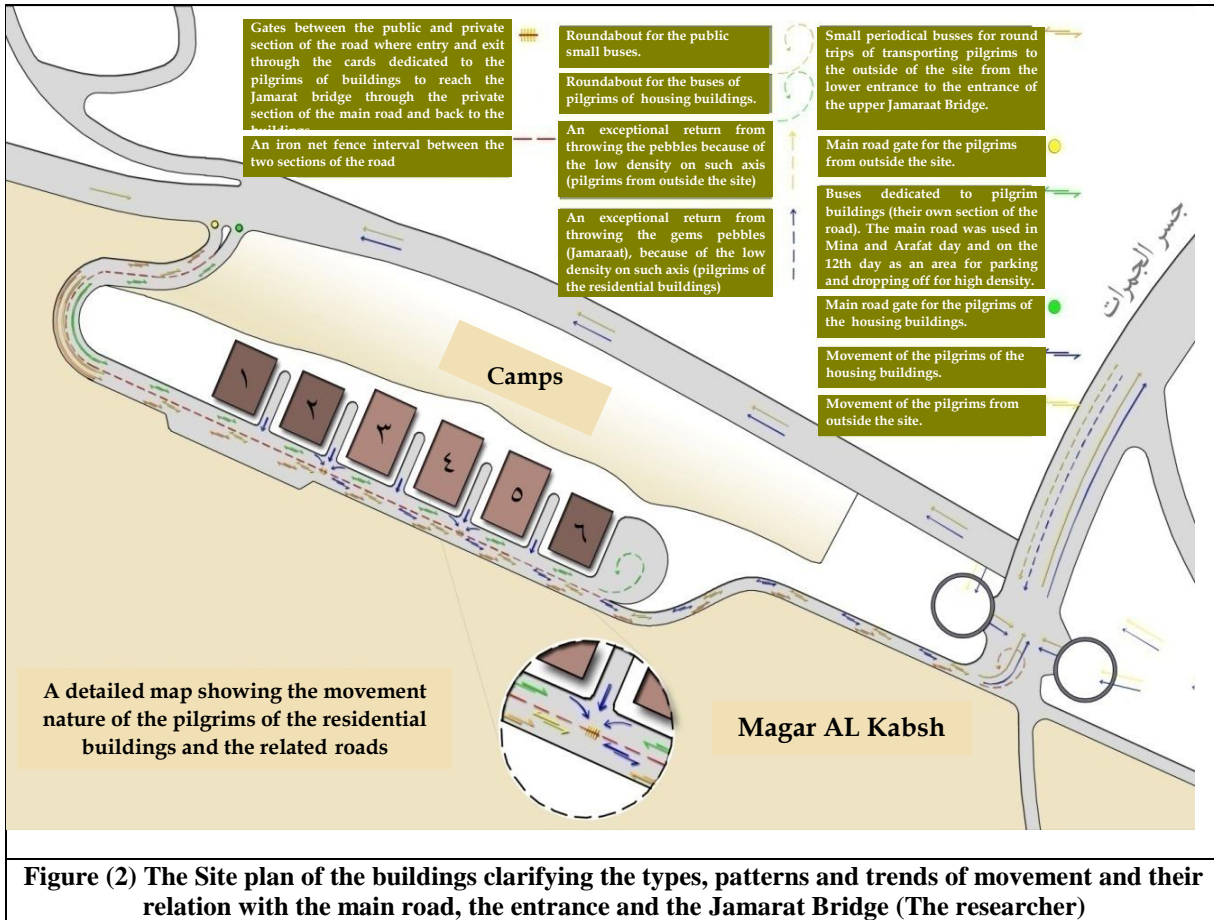 Gates between the public and private
section of the road where entry and exit
through the cards dedicated to the
pilgrims of buildings to reach the
Jamarat bridge through the private
section of the main road and back to the
buildings
An iron net fence interval between the
two sections of the road
Roundabout for the public
small buses.
Roundabout for the buses of
pilgrims of housing buildings.
An exceptional return from
throwing the pebbles because of
the low density on such axis
(pilgrims from outside the site)
An exceptional return from
throwing the gems pebbles
(Jamaraat), because of the low
density on such axis (pilgrims of
the residential buildings)
Small periodical busses for round
trips of transporting pilgrims to
the outside of the site from the
lower entrance to the entrance of
the upper Jamaraat Bridge.
Main road gate for the pilgrims
from outside the site.
Buses dedicated to pilgrim
buildings (their own section of the
road). The main road was used in
Mina and Arafat day and on the
12th day as an area for parking
and dropping off for high density.
Main road gate for the pilgrims of
the housing buildings.
Movement of the pilgrims of the
housing buildings.
Movement of the pilgrims from
outside the site.
جسر الجمرات
Camps
١
٢
٣
٤
٥
٦
A detailed map showing the movement
nature of the pilgrims of the residential
buildings and the related roads
Magar AL Kabsh
Figure (2) The Site plan of the buildings clarifying the types, patterns and trends of movement and their
relation with the main road, the entrance and the Jamarat Bridge (The researcher)